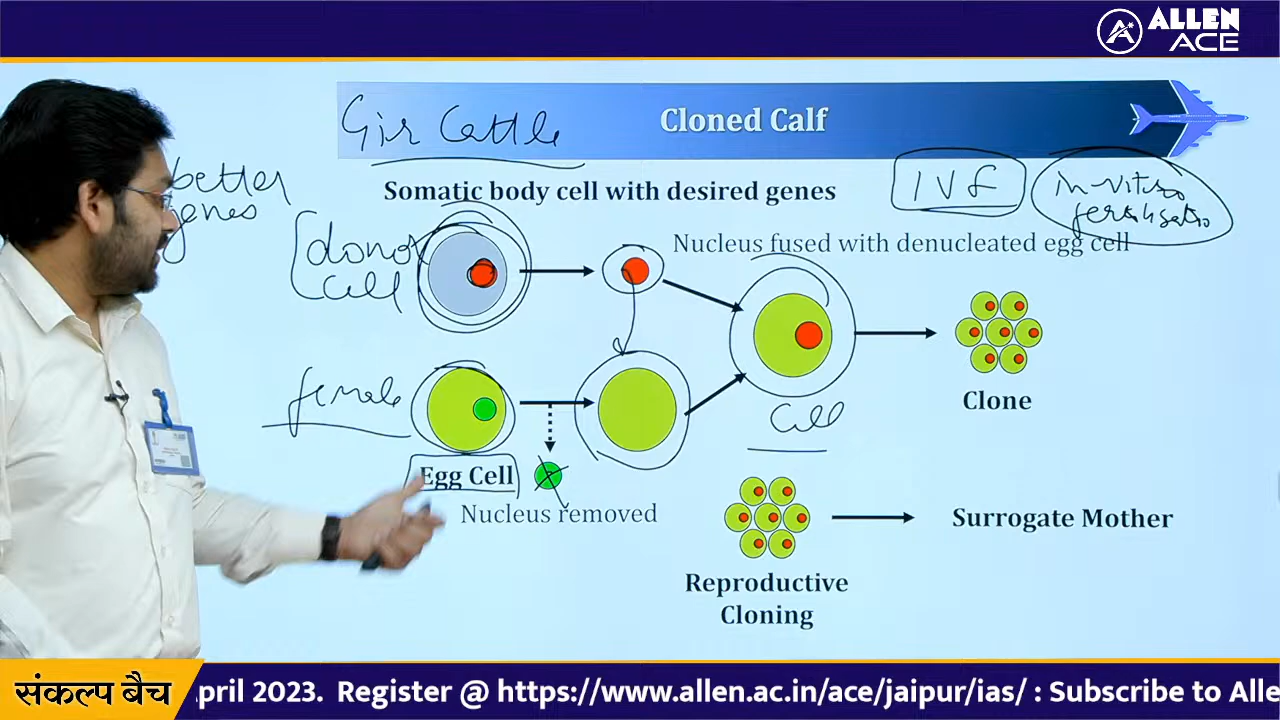 ALLEN
ACE
Gir Cattle
Cloned Calf
better
genes
Somatic body cell with desired genes
IVF
in-vitro
fertilisatio
donor
cell
Nucleus fused with denucleated egg cell
female
Cell
Clone
Egg Cell
Nucleus removed
Surrogate Mother
Reproductive
Cloning
संकल्प बैच
pril 2023. Register @ https://www.allen.ac.in/ace/jaipur/ias/ : Subscribe to Alle